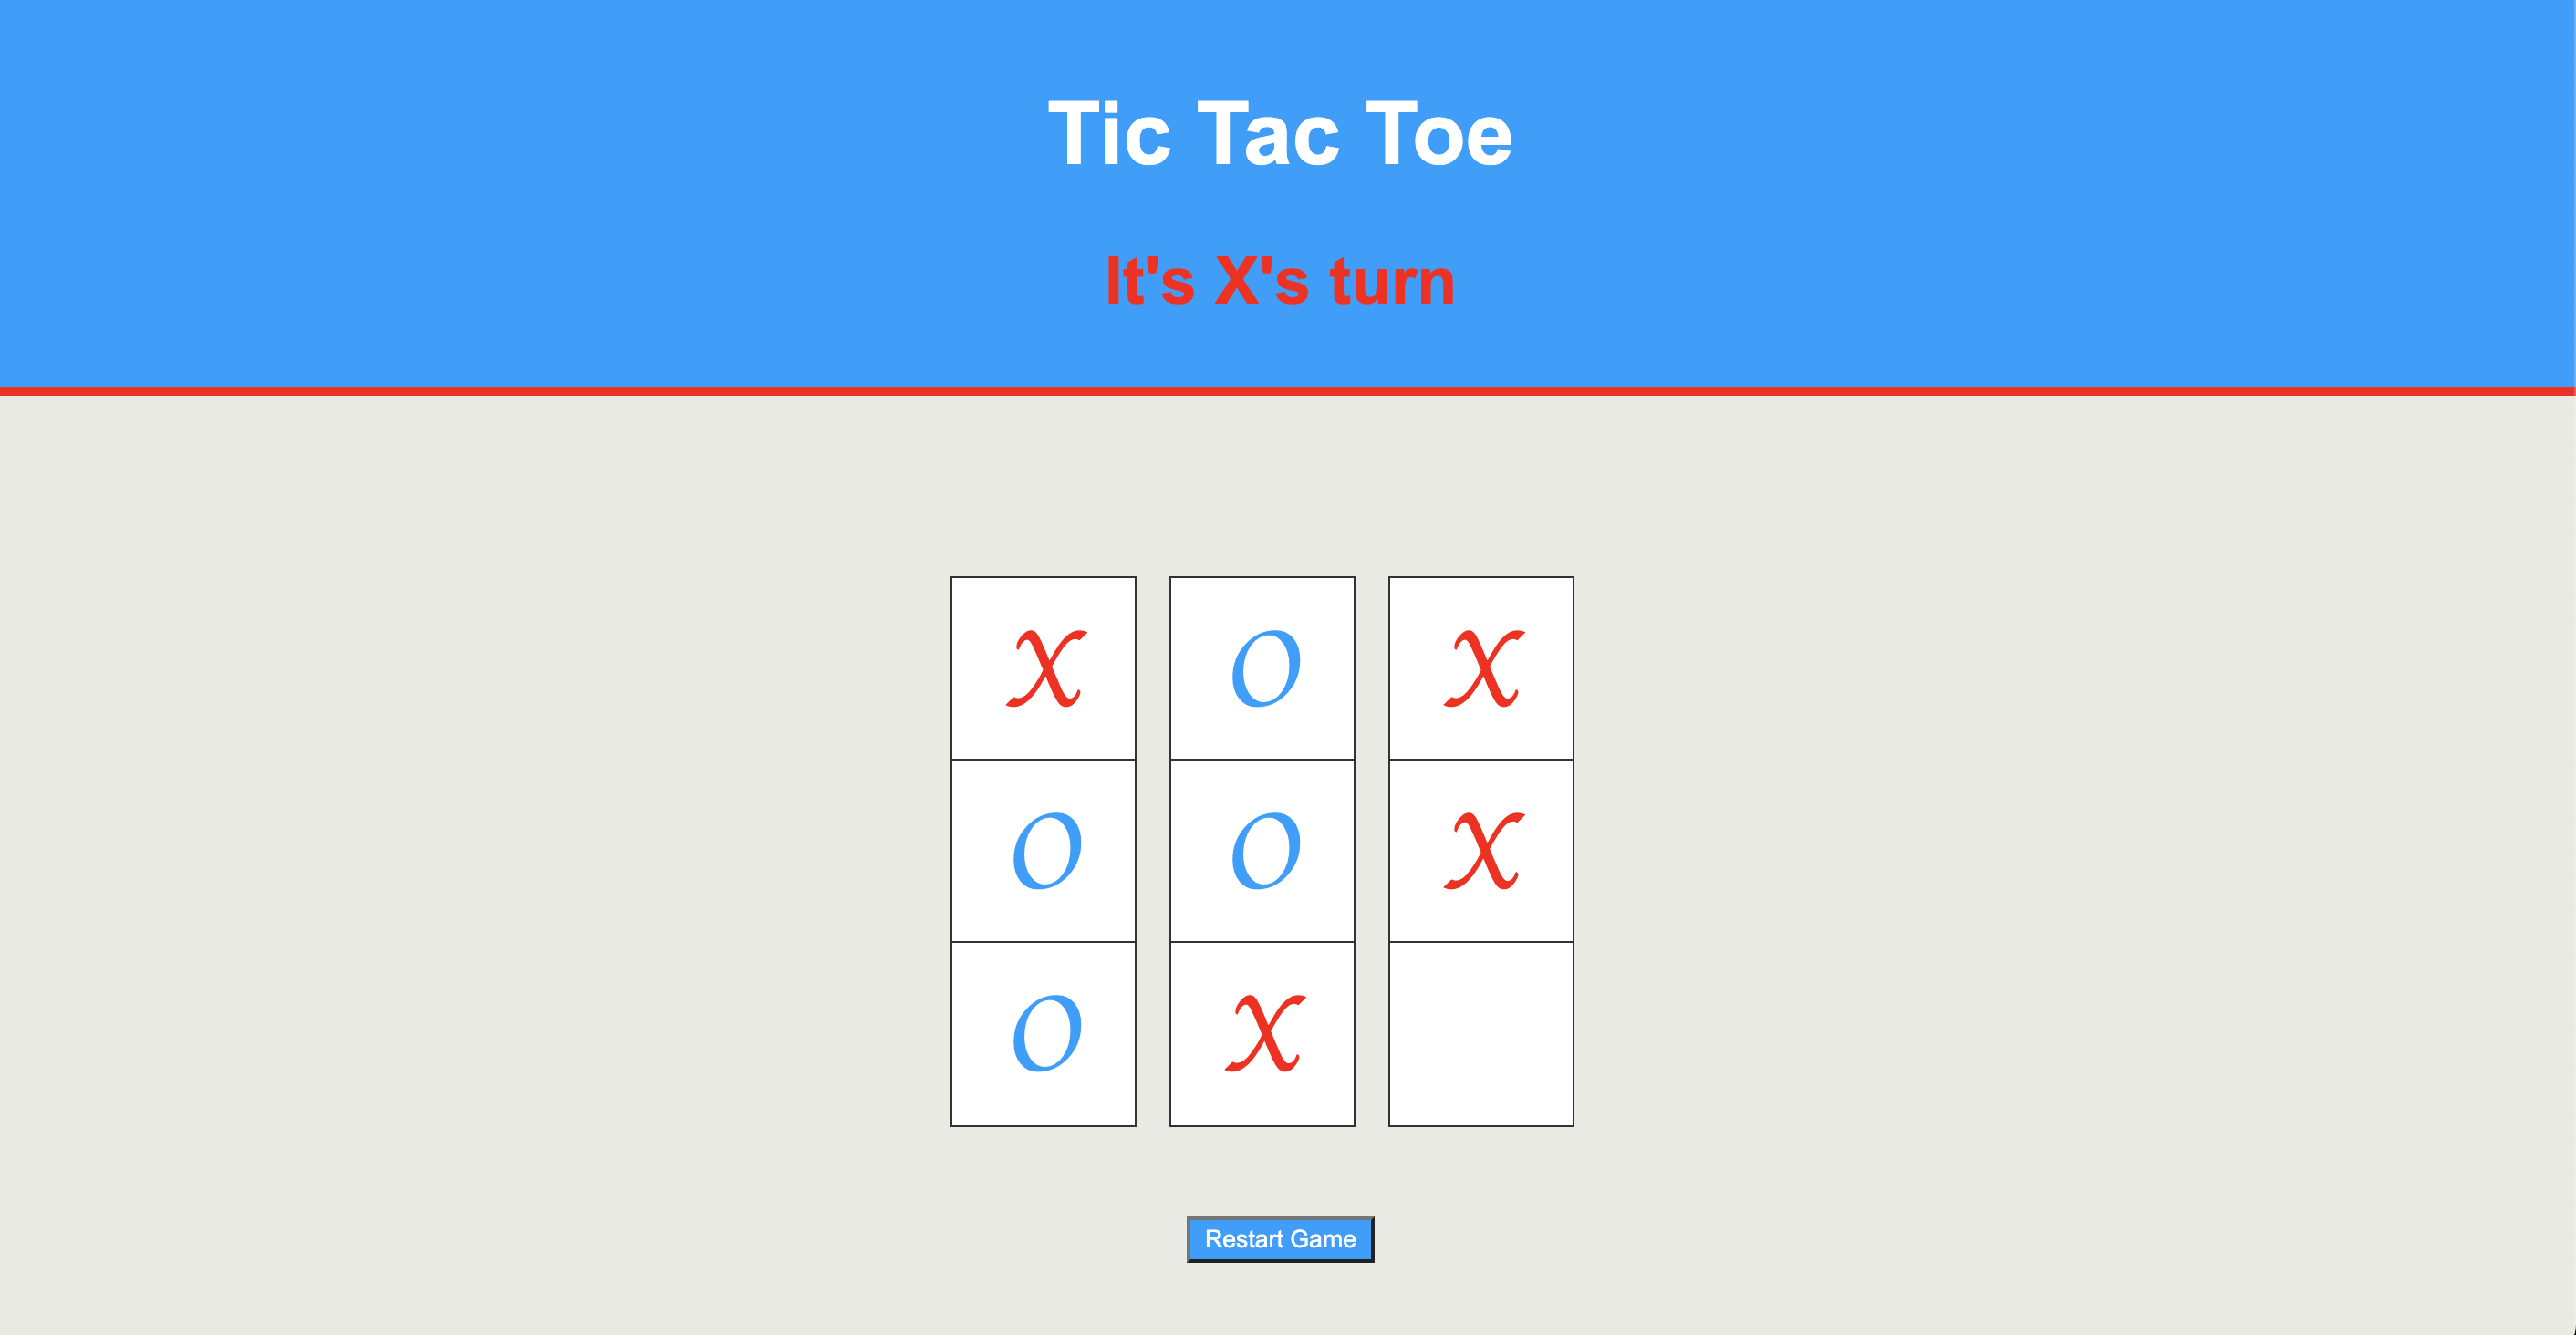 Tic Tac Toe
It's X's turn
X O X
O O X
O X
Restart Game